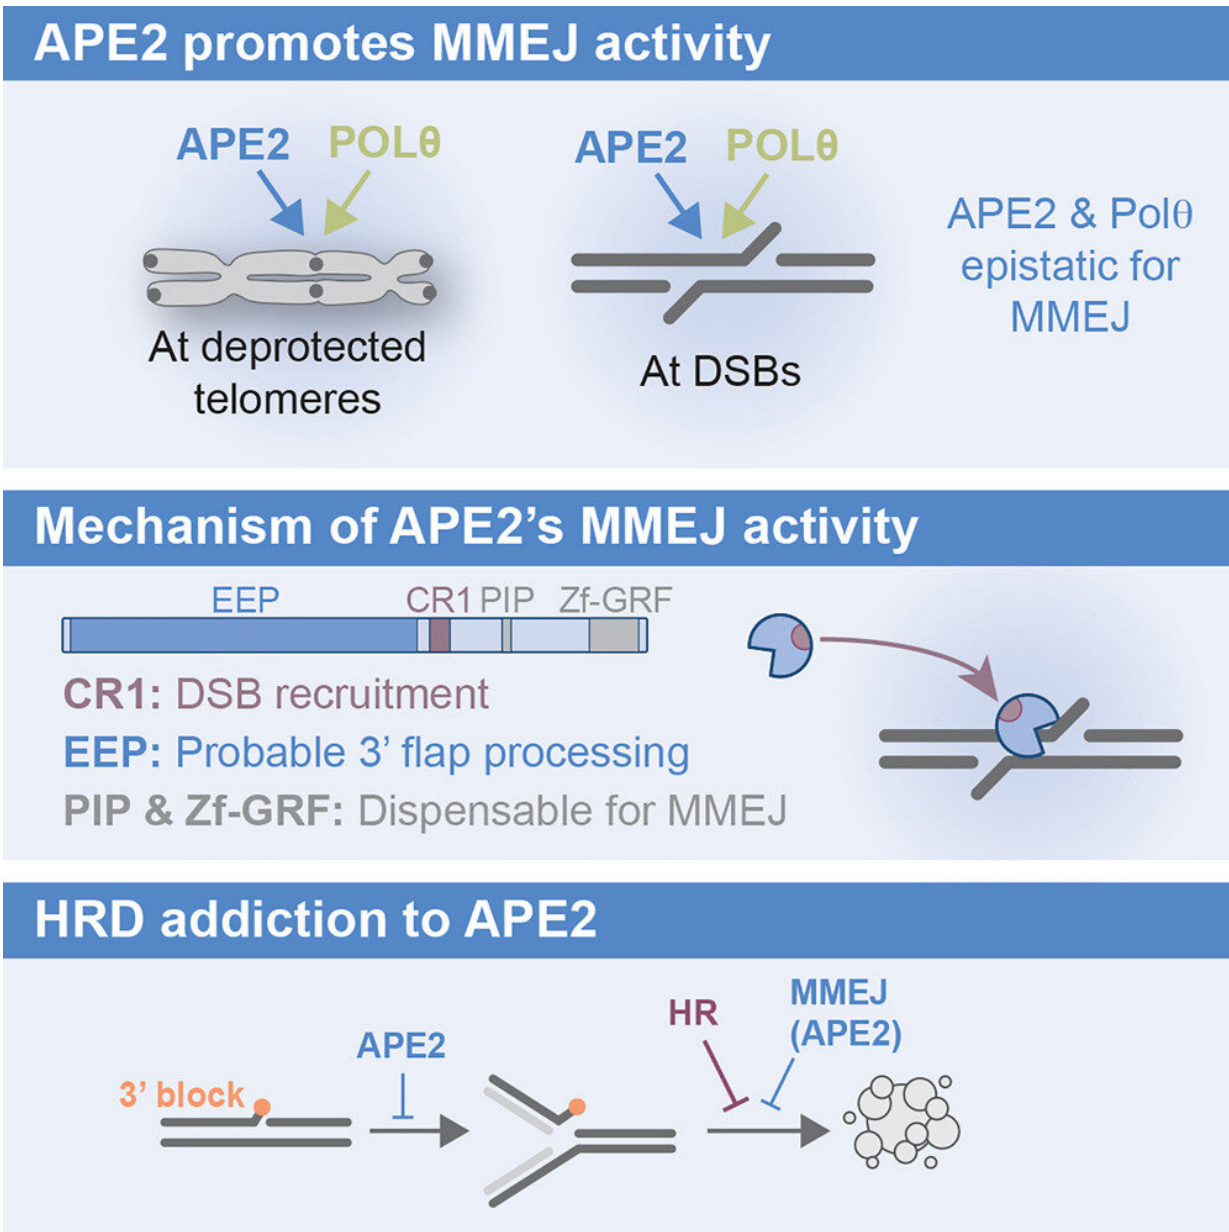 APE2 promotes MMEJ activity
APE2 POLθ
At deprotected
telomeres
APE2 POLθ
At DSBs
APE2 & Polθ
epistatic for
MMEJ
Mechanism of APE2’s MMEJ activity
EEP CR1 PIP Zf-GRF
CR1: DSB recruitment
EEP: Probable 3’ flap processing
PIP & Zf-GRF: Dispensable for MMEJ
HRD addiction to APE2
3’ block
APE2
HR
MMEJ
(APE2)